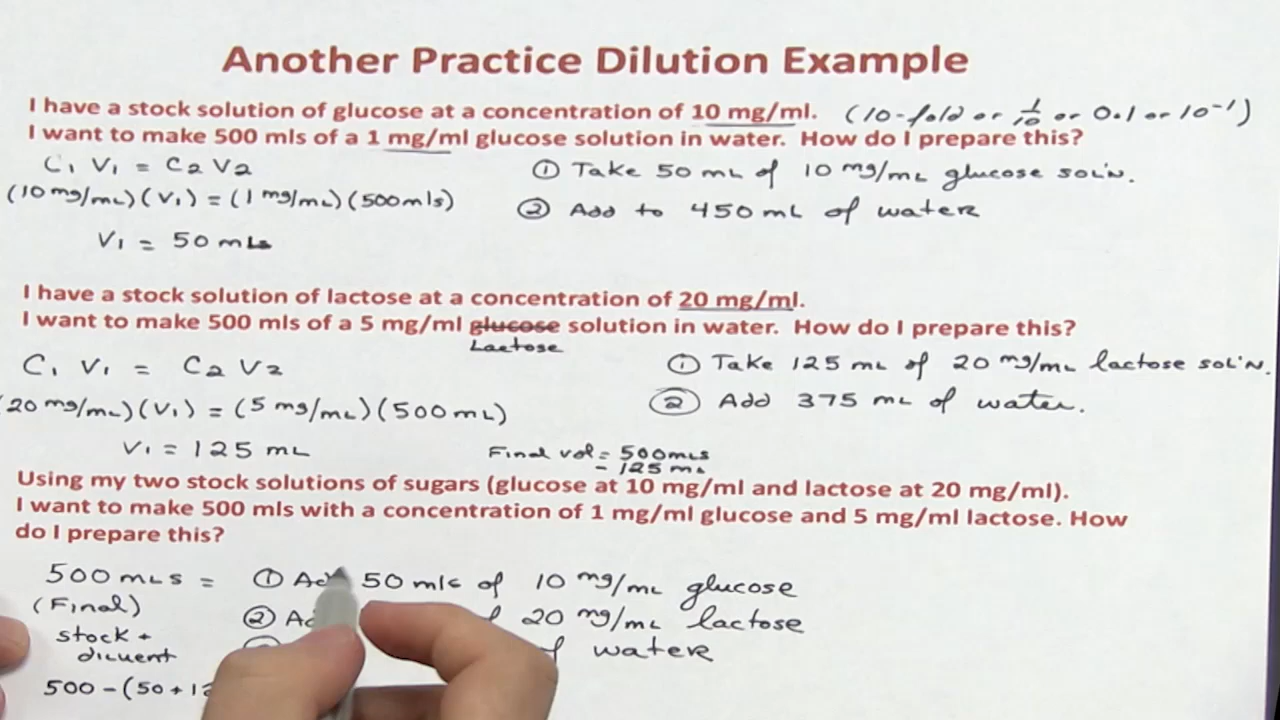 Another Practice Dilution Example
I have a stock solution of glucose at a concentration of 10 mg/ml. (10-fold or 1/10 or 0.1 or 10⁻¹)
I want to make 500 mls of a 1 mg/ml glucose solution in water. How do I prepare this?
C₁ V₁ = C₂ V₂
(10 mg/mL)(V₁) = (1 mg/mL)(500 mls)
V₁ = 50 mLs
① Take 50 mL of 10 mg/mL glucose sol'n.
② Add to 450 mL of water
I have a stock solution of lactose at a concentration of 20 mg/ml.
I want to make 500 mls of a 5 mg/ml glucose solution in water. How do I prepare this?
Lactose
C₁ V₁ = C₂ V₂
(20 mg/mL)(V₁) = (5 mg/mL)(500 mL)
V₁ = 125 mL
① Take 125 mL of 20 mg/mL lactose sol'n.
② Add 375 mL of water.
Final vol = 500 mLs
- 125 mL
Using my two stock solutions of sugars (glucose at 10 mg/ml and lactose at 20 mg/ml).
I want to make 500 mls with a concentration of 1 mg/ml glucose and 5 mg/ml lactose. How
do I prepare this?
500 mLs =
(Final)
stock +
diluent
500 - (50 + 12
① Add 50 mls of 10 mg/mL glucose
② Ad 20 mg/mL lactose
water